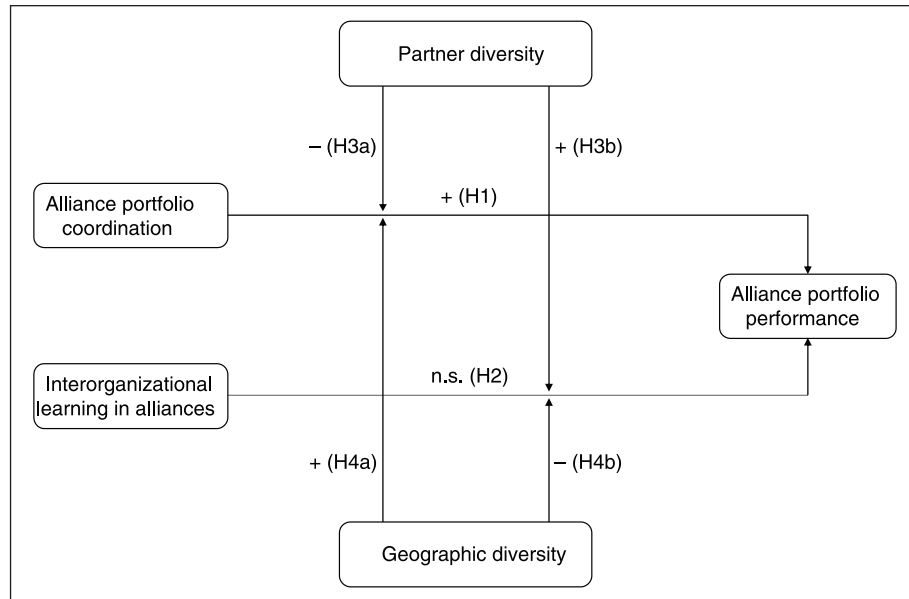 Partner diversity
– (H3a)
+ (H3b)
Alliance portfolio
coordination
+ (H1)
Alliance portfolio
performance
Interorganizational
learning in alliances
n.s. (H2)
+ (H4a)
– (H4b)
Geographic diversity